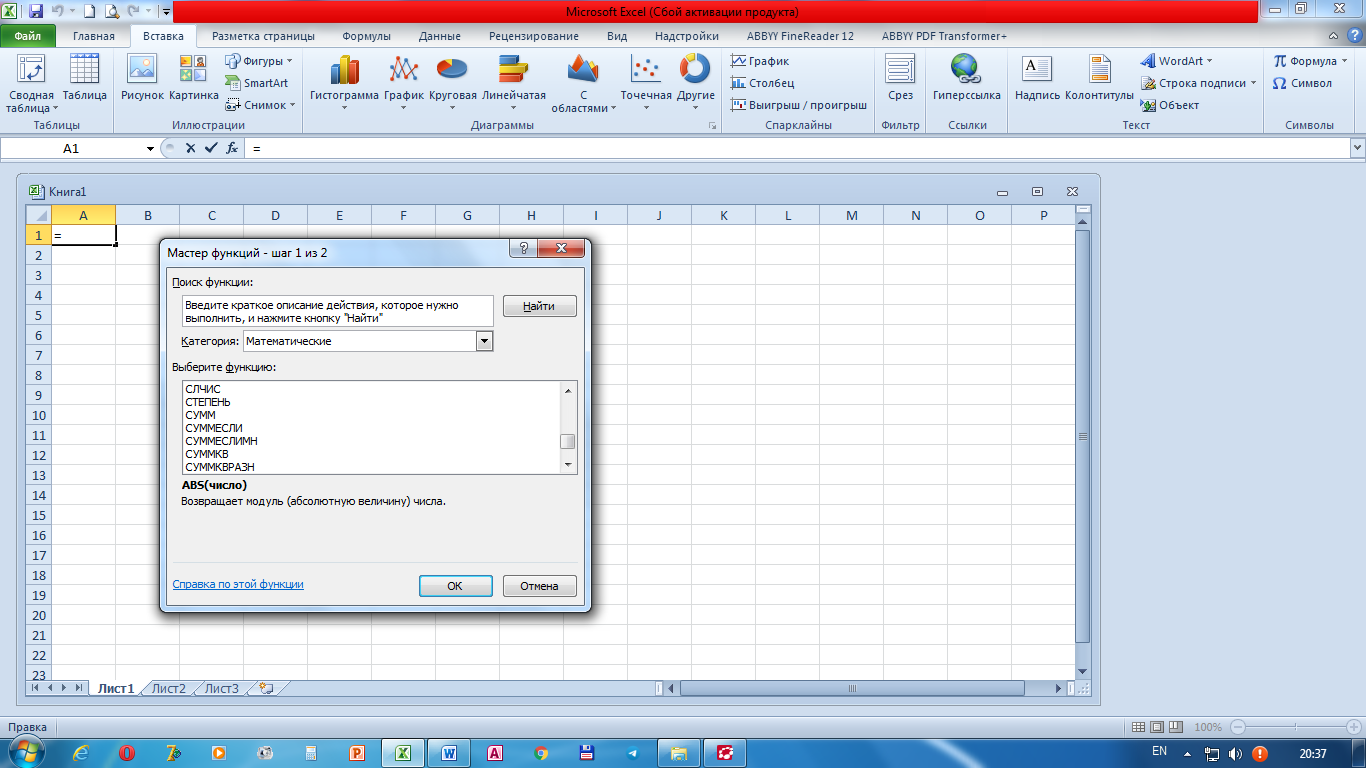 Microsoft Excel (Сбой активации продукта)
Файл Главная Вставка Разметка страницы Формулы Данные Рецензирование Вид Надстройки ABBYY FineReader 12 ABBYY PDF Transformer+
Сводная таблица
Таблица
Таблицы
Рисунок
Картинка
Фигуры
SmartArt
Снимок
Иллюстрации
Гистограмма
График
Круговая
Линейчатая
С областями
Точечная
Другие
Диаграммы
График
Столбец
Выигрыш / проигрыш
Спарклайны
Срез
Фильтр
Гиперссылка
Ссылки
Надпись
Колонтитулы
WordArt
Строка подписи
Объект
Текст
π Формула
Ω Символ
Символы
A1 fx =
Книга1
A B C D E F G H I J K L M N O P
1 =
2
3
4
5
6
7
8
9
10
11
12
13
14
15
16
17
18
19
20
21
22
23
Мастер функций - шаг 1 из 2
Поиск функции:
Введите краткое описание действия, которое нужно
выполнить, и нажмите кнопку "Найти"
Найти
Категория: Математические
Выберите функцию:
СЛЧИС
СТЕПЕНЬ
СУММ
СУММЕСЛИ
СУММЕСЛИМН
СУММКВ
СУММКВРАЗН
ABS(число)
Возвращает модуль (абсолютную величину) числа.
Справка по этой функции
ОК
Отмена
Лист1 Лист2 Лист3
Правка
100%
EN
20:37